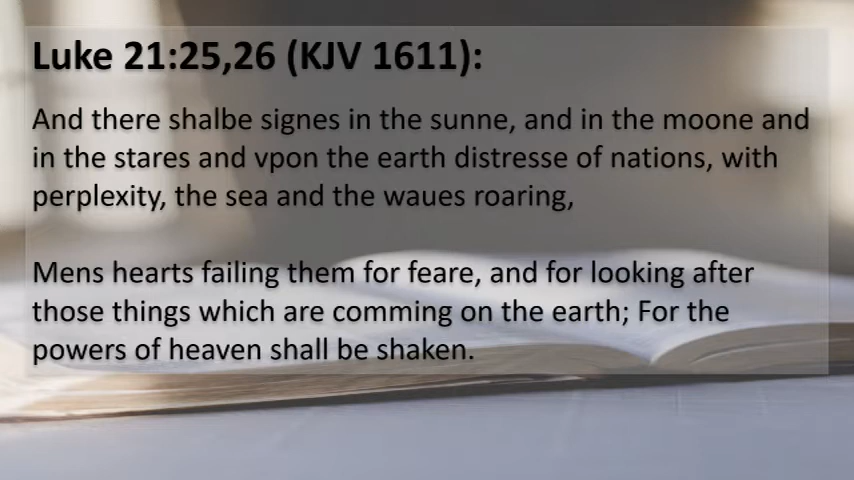 Luke 21:25,26 (KJV 1611):
And there shalbe signes in the sunne, and in the moone and
in the stares and vpon the earth distresse of nations, with
perplexity, the sea and the waues roaring,
Mens hearts failing them for feare, and for looking after
those things which are comming on the earth; For the
powers of heaven shall be shaken.